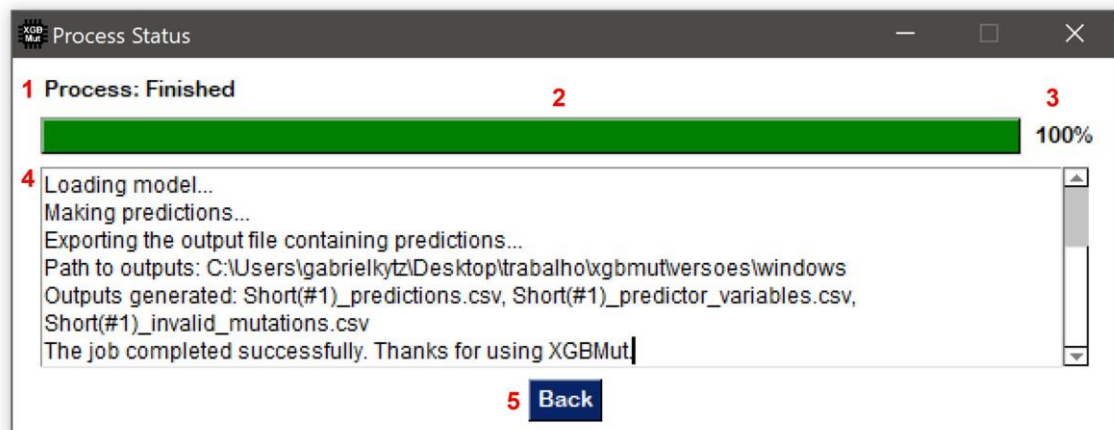 XGB
Mut
Process Status
1 Process: Finished
2
3
100%
4
Loading model...
Making predictions...
Exporting the output file containing predictions...
Path to outputs: C:\Users\gabrielkytz\Desktop\trabalho\xgbmut\versoes\windows
Outputs generated: Short(#1)_predictions.csv, Short(#1)_predictor_variables.csv,
Short(#1)_invalid_mutations.csv
The job completed successfully. Thanks for using XGBMut.
5 Back